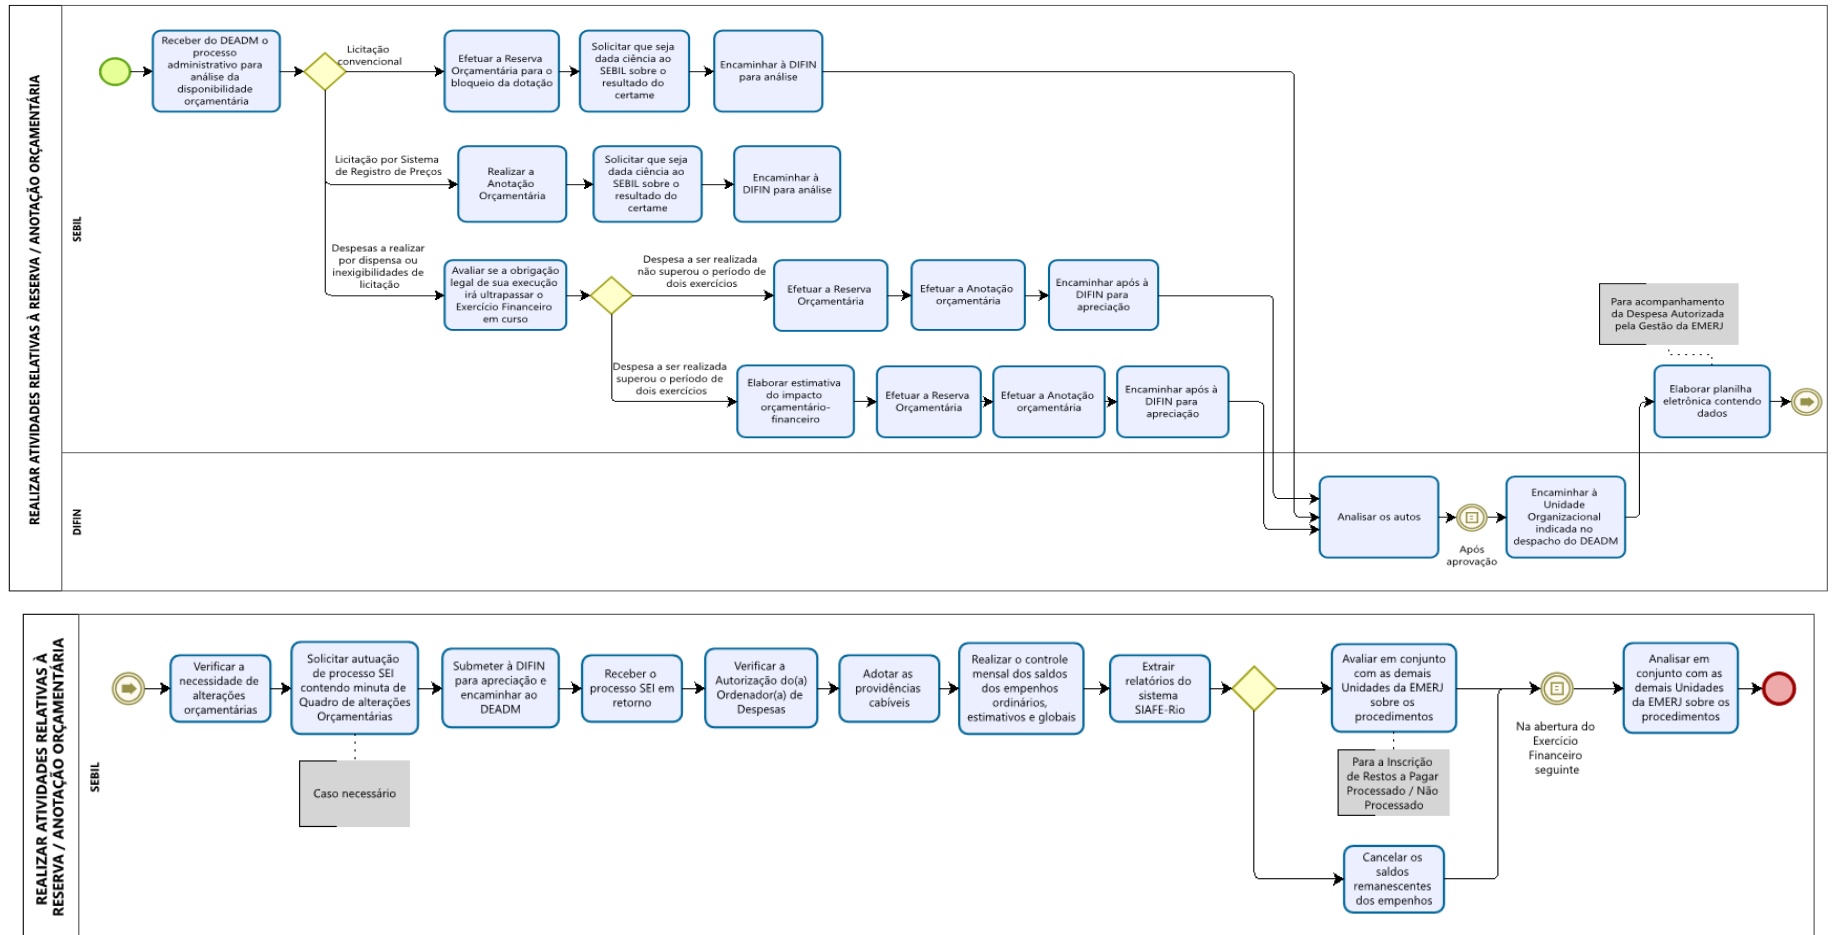 REALIZAR ATIVIDADES RELATIVAS À RESERVA / ANOTAÇÃO ORÇAMENTÁRIA
SEBIL
Receber do DEADM o
processo
administrativo para
análise da
disponibilidade
orçamentária
Licitação
convencional
Efetuar a Reserva
Orçamentária para o
bloqueio da dotação
Solicitar que seja
dada ciência ao
SEBIL sobre o
resultado do
certame
Encaminhar à DIFIN
para análise
Licitação por Sistema
de Registro de Preços
Realizar a
Anotação
Orçamentária
Solicitar que seja
dada ciência ao
SEBIL sobre o
resultado do
certame
Encaminhar à
DIFIN para análise
Despesas a realizar
por dispensa ou
inexigibilidades de
licitação
Avaliar se a obrigação
legal de sua execução
irá ultrapassar o
Exercício Financeiro
em curso
Despesa a ser realizada
não superou o período de
dois exercícios
Efetuar a Reserva
Orçamentária
Efetuar a Anotação
orçamentária
Encaminhar após à
DIFIN para
apreciação
Despesa a ser realizada
superou o período de
dois exercícios
Elaborar estimativa
do impacto
orçamentário-
financeiro
Efetuar a Reserva
Orçamentária
Efetuar a Anotação
orçamentária
Encaminhar após à
DIFIN para
apreciação
Para acompanhamento
da Despesa Autorizada
pela Gestão da EMERJ
Elaborar planilha
eletrônica contendo
dados
DIFIN
Analisar os autos
Após
aprovação
Encaminhar à
Unidade
Organizacional
indicada no
despacho do DEADM
REALIZAR ATIVIDADES RELATIVAS À
RESERVA / ANOTAÇÃO ORÇAMENTÁRIA
SEBIL
Verificar a
necessidade de
alterações
orçamentárias
Solicitar autuação
de processo SEI
contendo minuta de
Quadro de alterações
Orçamentárias
Caso necessário
Submeter à DIFIN
para apreciação e
encaminhar ao
DEADM
Receber o
processo SEI em
retorno
Verificar a
Autorização do(a)
Ordenador(a) de
Despesas
Adotar as
providências
cabíveis
Realizar o controle
mensal dos saldos
dos empenhos
ordinários,
estimativos e globais
Extrair
relatórios do
sistema
SIAFE-Rio
Avaliar em conjunto
com as demais
Unidades da EMERJ
sobre os
procedimentos
Para a Inscrição
de Restos a Pagar
Processado / Não
Processado
Cancelar os
saldos
remanescentes
dos empenhos
Na abertura do
Exercício
Financeiro
seguinte
Analisar em
conjunto com as
demais Unidades
da EMERJ sobre os
procedimentos